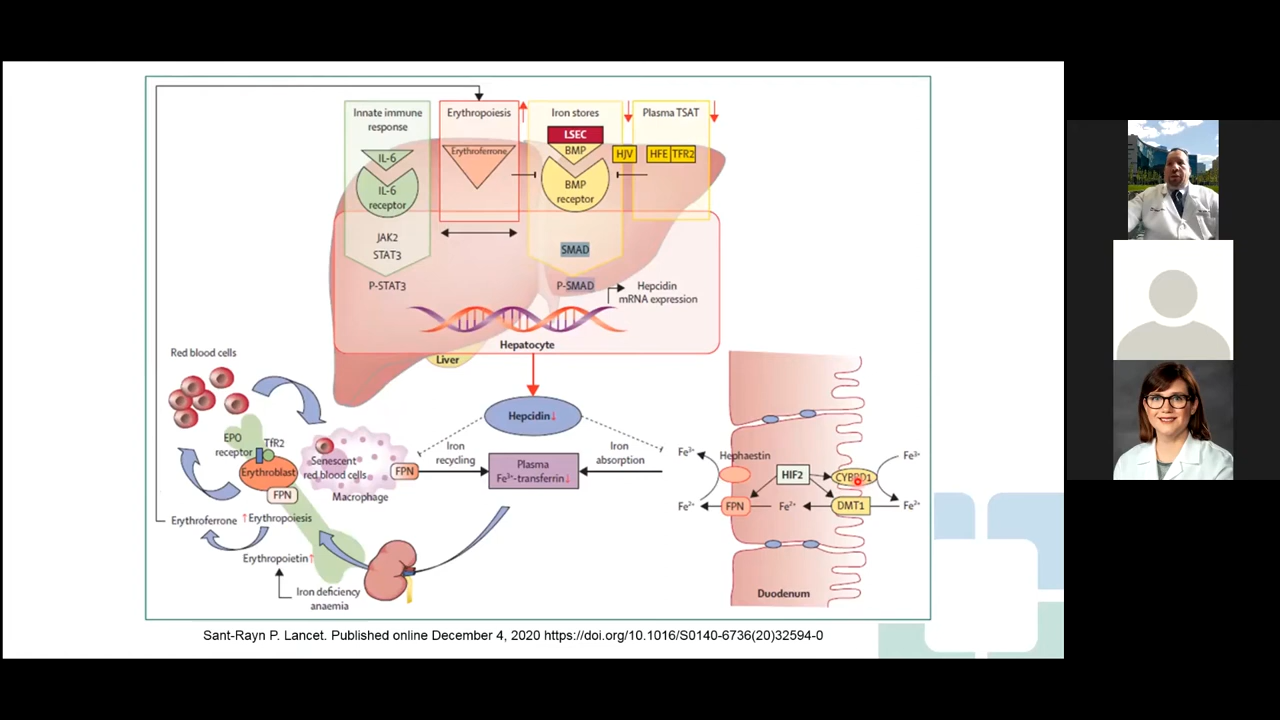 Innate immune
response
Erythropoiesis
Iron stores
Plasma TSAT
LSEC
BMP
IL-6
Erythroferrone
HJV
HFE
TFR2
IL-6
receptor
BMP
receptor
JAK2
STAT3
SMAD
P-STAT3
P-SMAD
Hepcidin
mRNA expression
Hepatocyte
Liver
Red blood cells
Hepcidin↓
EPO
receptor
TfR2
Erythroblast
FPN
Senescent
red blood cells
Macrophage
FPN
Iron
recycling
Plasma
Fe³⁺-transferrin↓
Iron
absorption
Fe³⁺
Hephaestin
HIF2
Fe³⁺
Fe²⁺
FPN
Fe²⁺
DMT1
Fe²⁺
Erythroferrone
↑Erythropoiesis
Erythropoietin↑
Iron deficiency
anaemia
Duodenum
Sant-Rayn P. Lancet. Published online December 4, 2020 https://doi.org/10.1016/S0140-6736(20)32594-0